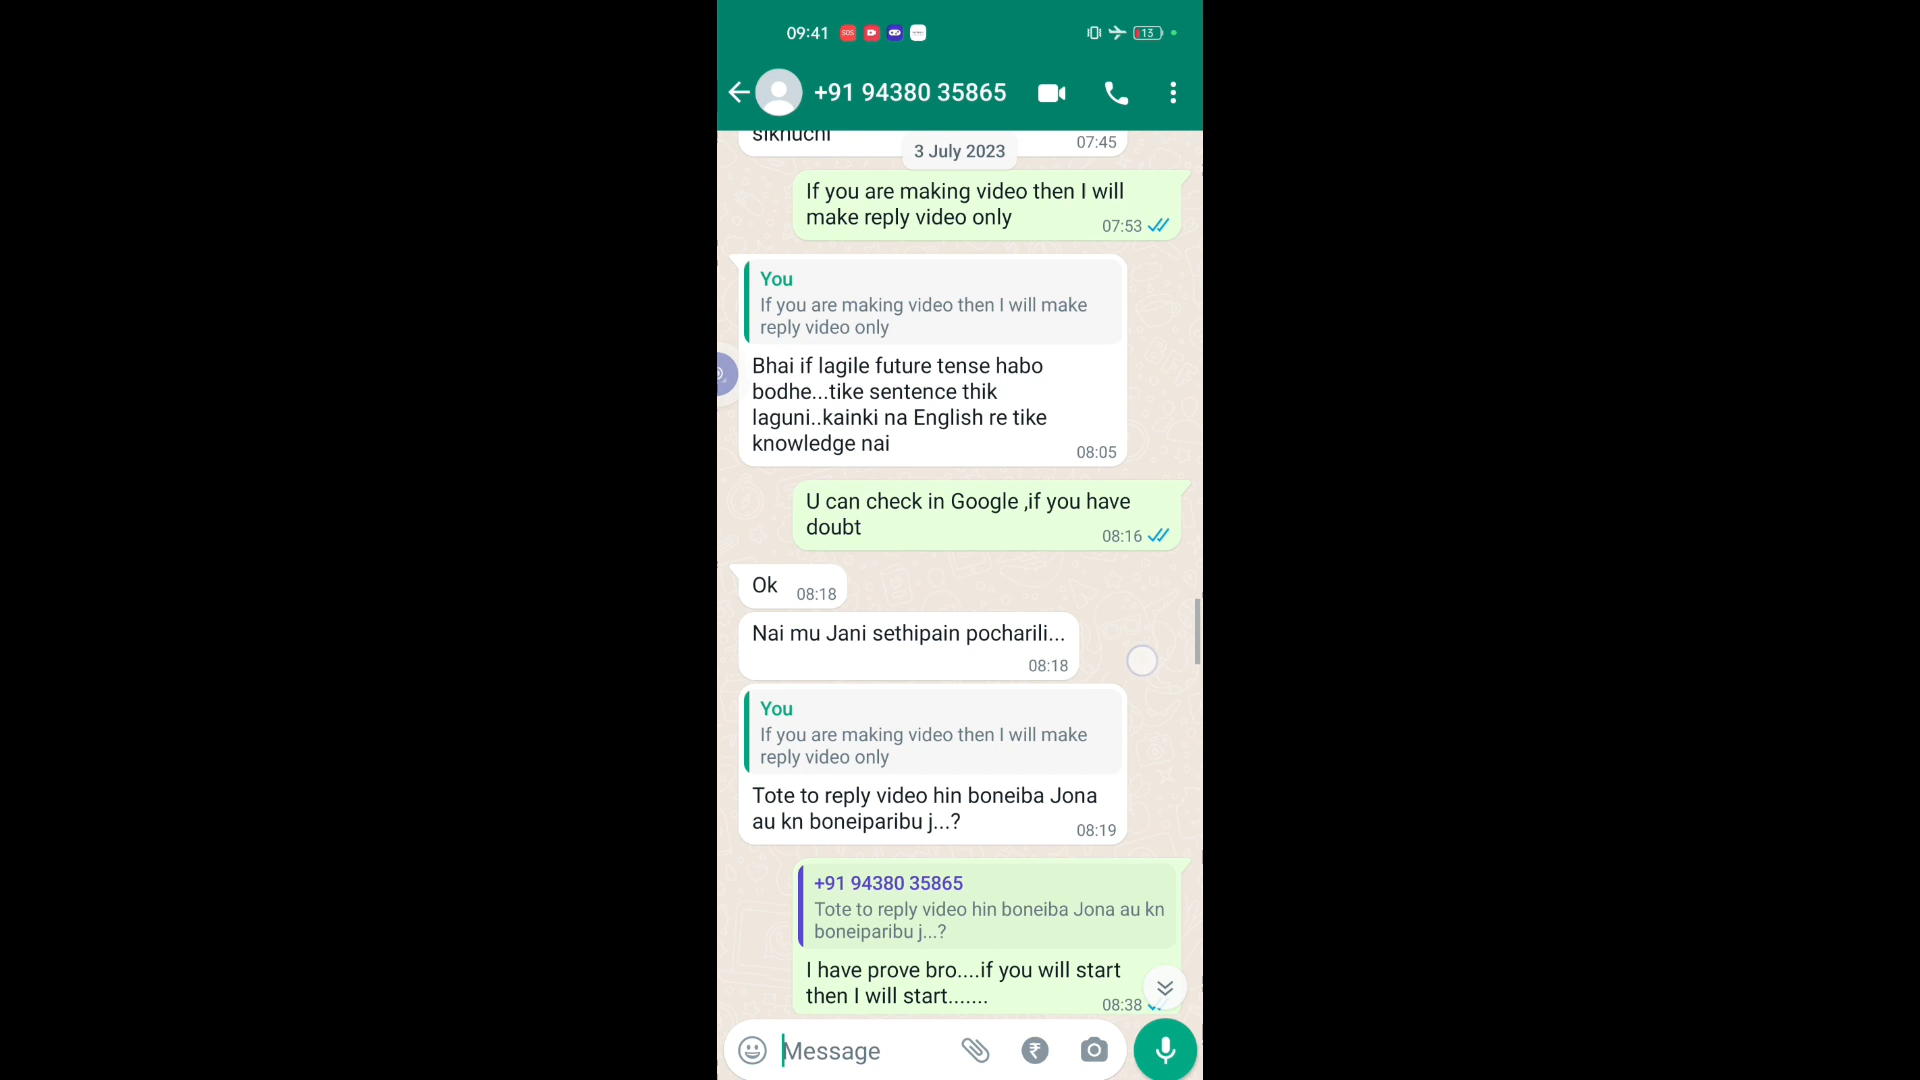 09:41
SOS
13
+91 94380 35865
sikhuchi
07:45
3 July 2023
If you are making video then I will
make reply video only
07:53
You
If you are making video then I will make
reply video only
Bhai if lagile future tense habo
bodhe...tike sentence thik
laguni..kainki na English re tike
knowledge nai
08:05
U can check in Google ,if you have
doubt
08:16
Ok
08:18
Nai mu Jani sethipain pocharili...
08:18
You
If you are making video then I will make
reply video only
Tote to reply video hin boneiba Jona
au kn boneiparibu j...?
08:19
+91 94380 35865
Tote to reply video hin boneiba Jona au kn
boneiparibu j...?
I have prove bro....if you will start
then I will start.......
08:38
Message